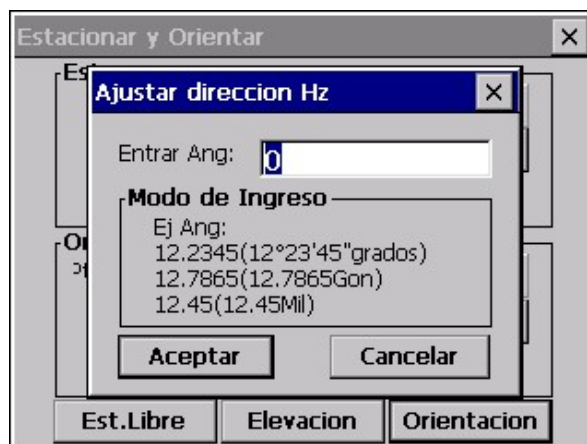 Estacionar y Orientar
Ajustar direccion Hz
Entrar Ang: 0
Modo de Ingreso
Ej Ang:
12.2345(12°23'45"grados)
12.7865(12.7865Gon)
12.45(12.45Mil)
Aceptar Cancelar
Est.Libre Elevacion Orientacion